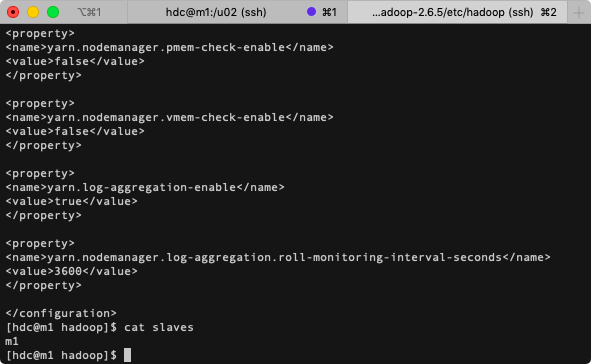 ⌥⌘1
hdc@m1:/u02 (ssh)
⌘1
...adoop-2.6.5/etc/hadoop (ssh)
⌘2
+
<property>
<name>yarn.nodemanager.pmem-check-enable</name>
<value>false</value>
</property>
<property>
<name>yarn.nodemanager.vmem-check-enable</name>
<value>false</value>
</property>
<property>
<name>yarn.log-aggregation-enable</name>
<value>true</value>
</property>
<property>
<name>yarn.nodemanager.log-aggregation.roll-monitoring-interval-seconds</name>
<value>3600</value>
</property>
</configuration>
[hdc@m1 hadoop]$ cat slaves
m1
[hdc@m1 hadoop]$